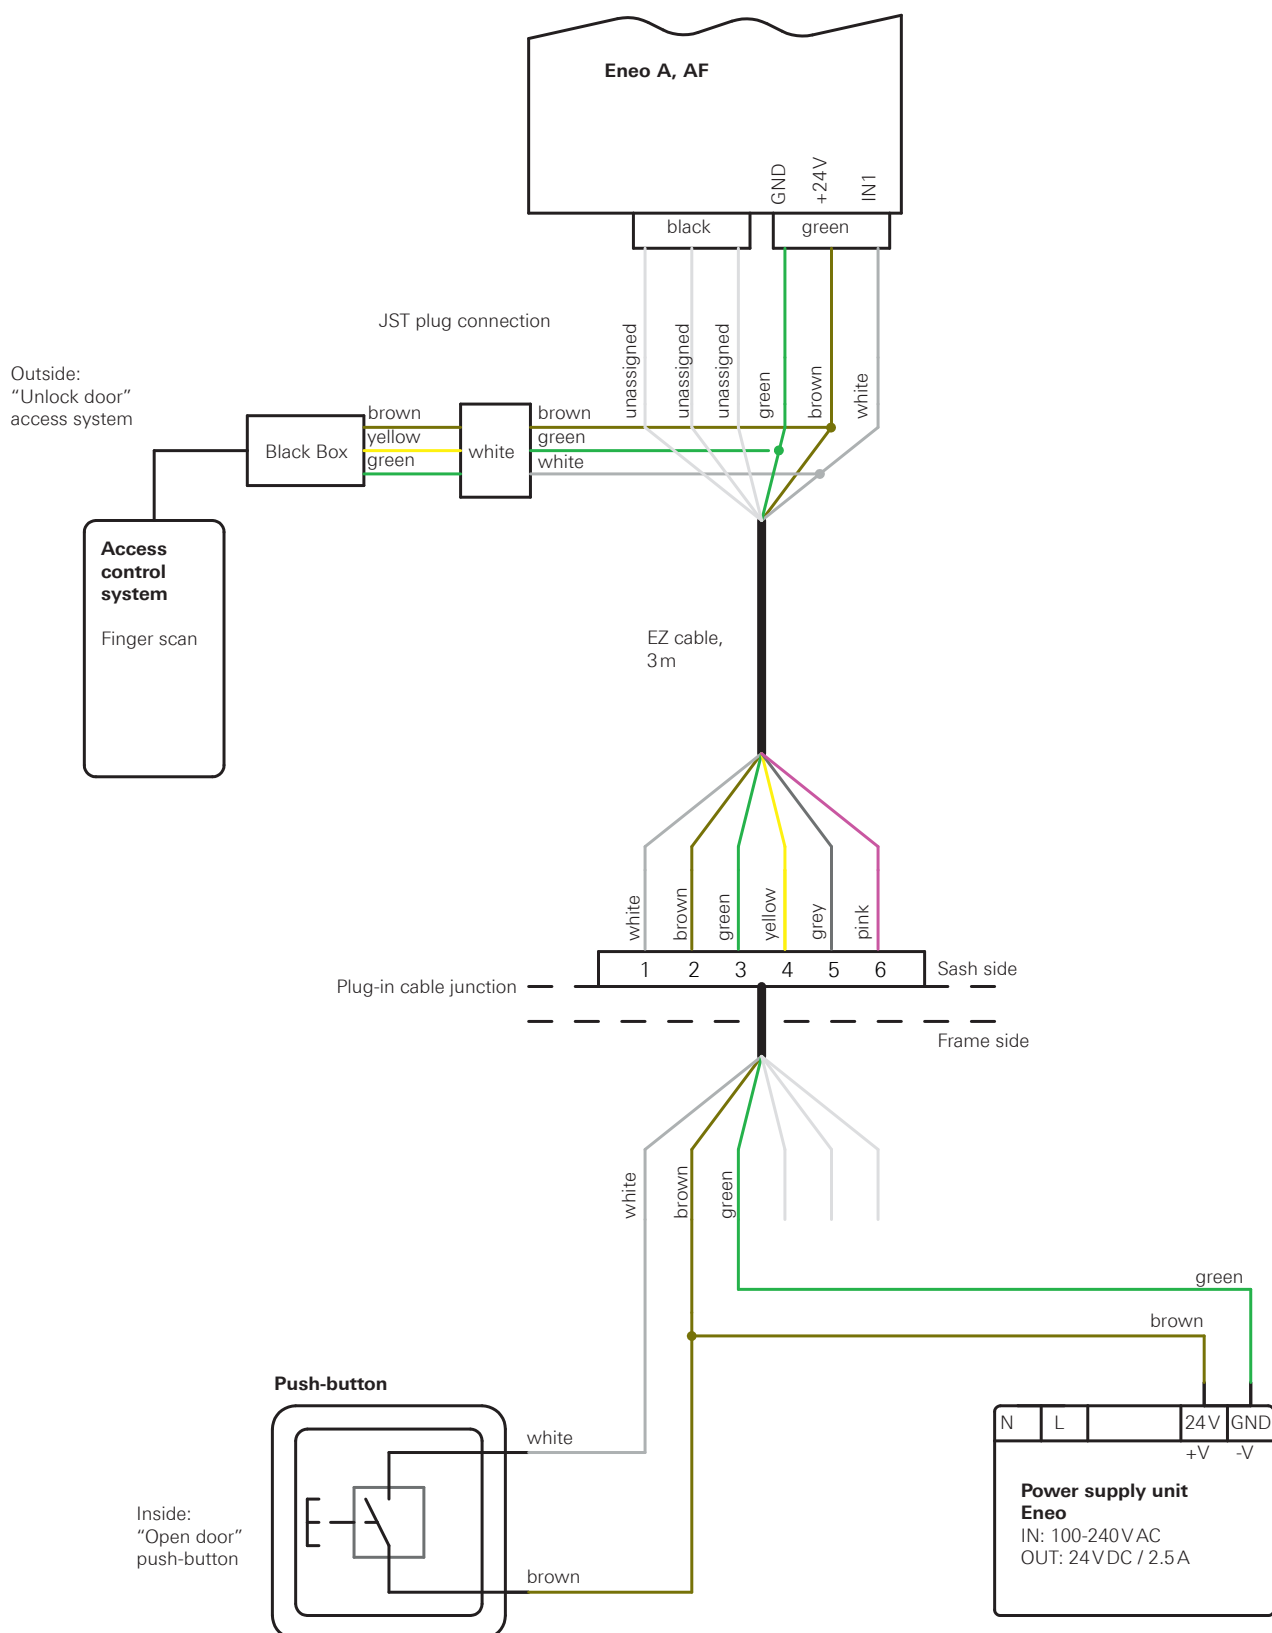 Eneo A, AF
GND
+24V
IN1
black
green
JST plug connection
unassigned
unassigned
unassigned
green
brown
white
Outside:
“Unlock door”
access system
Black Box
brown
yellow
green
white
brown
green
white
Access
control
system
Finger scan
EZ cable,
3 m
white
brown
green
yellow
grey
pink
1 2 3 4 5 6
Sash side
Plug-in cable junction
Frame side
white
brown
green
green
brown
Push-button
white
Inside:
“Open door”
push-button
brown
N L 24 V GND
+V -V
Power supply unit
Eneo
IN: 100-240 V AC
OUT: 24 V DC / 2.5 A